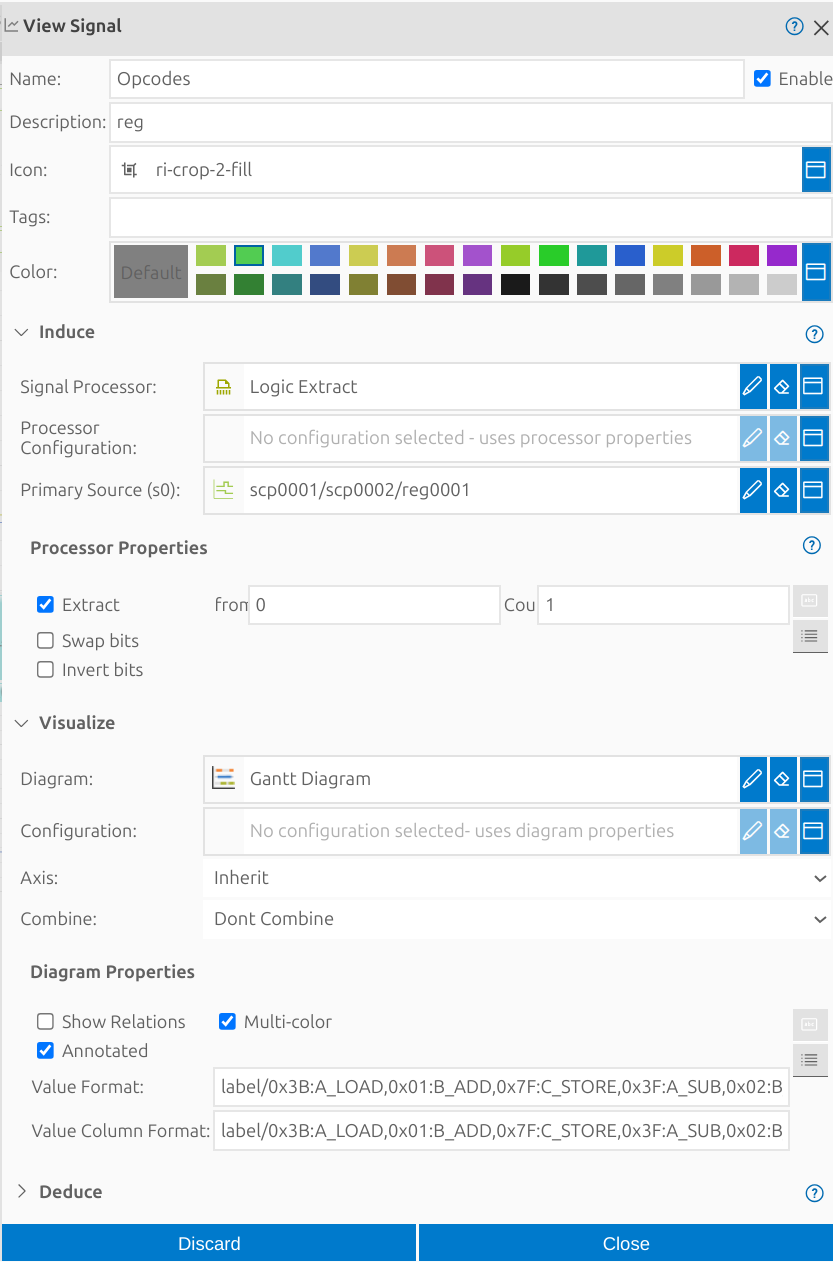 View Signal
Name: Opcodes Enable
Description: reg
Icon: ri-crop-2-fill
Tags:
Color: Default
Induce
Signal Processor: Logic Extract
Processor
Configuration: No configuration selected - uses processor properties
Primary Source (s0): scp0001/scp0002/reg0001
Processor Properties
Extract from 0 Cou 1
Swap bits
Invert bits
Visualize
Diagram: Gantt Diagram
Configuration: No configuration selected- uses diagram properties
Axis: Inherit
Combine: Dont Combine
Diagram Properties
Show Relations Multi-color
Annotated
Value Format: label/0x3B:A_LOAD,0x01:B_ADD,0x7F:C_STORE,0x3F:A_SUB,0x02:B
Value Column Format: label/0x3B:A_LOAD,0x01:B_ADD,0x7F:C_STORE,0x3F:A_SUB,0x02:B
Deduce
Discard Close